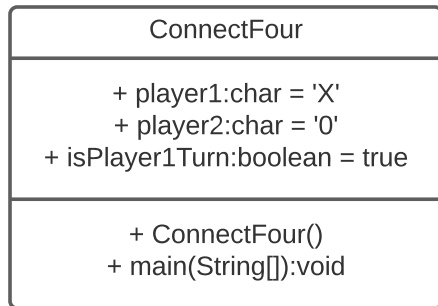 ConnectFour
+ player1:char = 'X'
+ player2:char = '0'
+ isPlayer1Turn:boolean = true
+ ConnectFour()
+ main(String[]):void